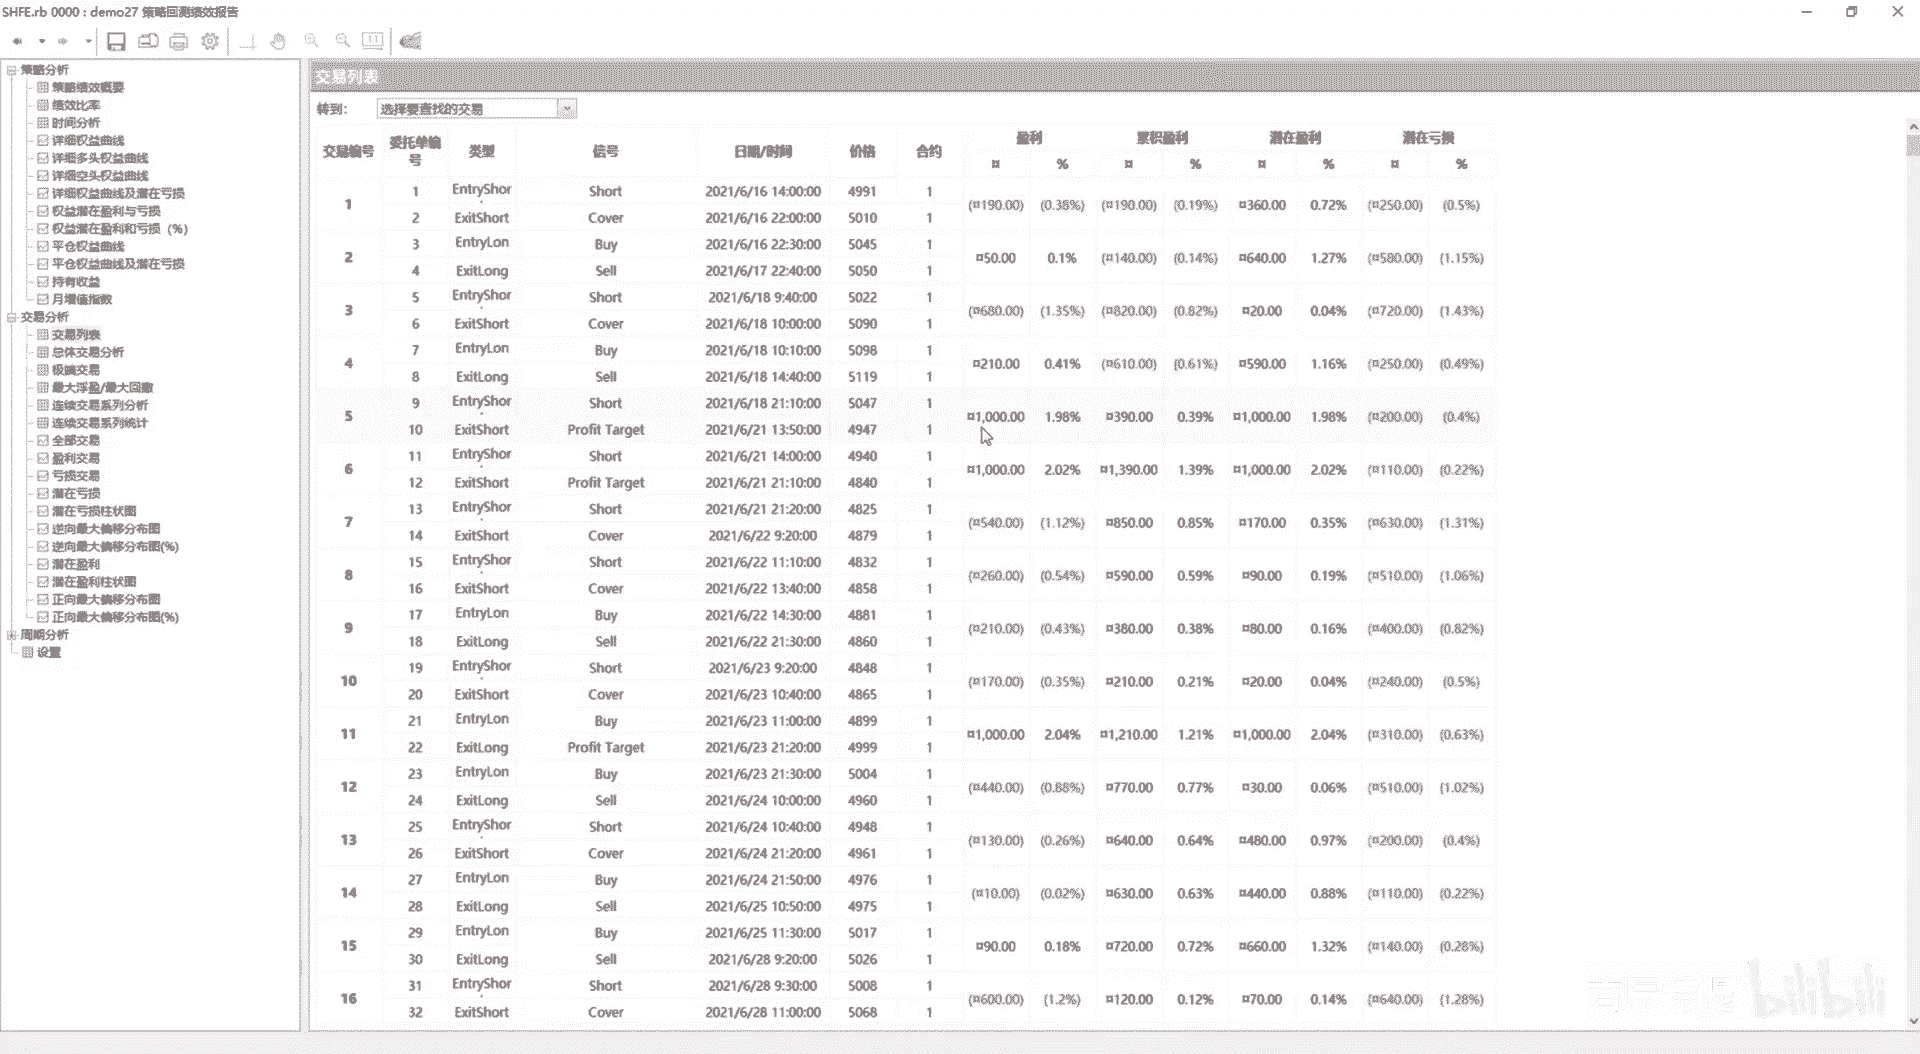 SHFE.rb 0000 : demo27 策略回测绩效报告
策略分析
策略绩效概要
绩效比率
时间分析
详细权益曲线
详细多头权益曲线
详细空头权益曲线
详细权益曲线及潜在亏损
权益潜在盈利与亏损
权益潜在盈利和亏损（%）
平仓权益曲线
平仓权益曲线及潜在亏损
持有收益
月增值指数
交易分析
交易列表
总体交易分析
极端交易
最大浮盈/最大回撤
连续交易系列分析
连续交易系列统计
全部交易
盈利交易
亏损交易
潜在亏损
潜在亏损柱状图
逆向最大偏移分布图
逆向最大偏移分布图(%)
潜在盈利
潜在盈利柱状图
正向最大偏移分布图
正向最大偏移分布图(%)
周期分析
设置
交易列表
转到： 选择要查找的交易
交易编号 委托单编号 类型 信号 日期/时间 价格 合约 盈利 累积盈利 潜在盈利 潜在亏损
¤ % ¤ % ¤ % ¤ %
1 EntryShor Short 2021/6/16 14:00:00 4991 1
1 (¤190.00) (0.38%) (¤190.00) (0.19%) ¤360.00 0.72% (¤250.00) (0.5%)
2 ExitShort Cover 2021/6/16 22:00:00 5010 1
3 EntryLon Buy 2021/6/16 22:30:00 5045 1
2 ¤50.00 0.1% (¤140.00) (0.14%) ¤640.00 1.27% (¤580.00) (1.15%)
4 ExitLong Sell 2021/6/17 22:40:00 5050 1
5 EntryShor Short 2021/6/18 9:40:00 5022 1
3 (¤680.00) (1.35%) (¤820.00) (0.82%) ¤20.00 0.04% (¤720.00) (1.43%)
6 ExitShort Cover 2021/6/18 10:00:00 5090 1
7 EntryLon Buy 2021/6/18 10:10:00 5098 1
4 ¤210.00 0.41% (¤610.00) (0.61%) ¤590.00 1.16% (¤250.00) (0.49%)
8 ExitLong Sell 2021/6/18 14:40:00 5119 1
9 EntryShor Short 2021/6/18 21:10:00 5047 1
5 ¤1,000.00 1.98% ¤390.00 0.39% ¤1,000.00 1.98% (¤200.00) (0.4%)
10 ExitShort Profit Target 2021/6/21 13:50:00 4947 1
11 EntryShor Short 2021/6/21 14:00:00 4940 1
6 ¤1,000.00 2.02% ¤1,390.00 1.39% ¤1,000.00 2.02% (¤110.00) (0.22%)
12 ExitShort Profit Target 2021/6/21 21:10:00 4840 1
13 EntryShor Short 2021/6/21 21:20:00 4825 1
7 (¤540.00) (1.12%) ¤850.00 0.85% ¤170.00 0.35% (¤630.00) (1.31%)
14 ExitShort Cover 2021/6/22 9:20:00 4879 1
15 EntryShor Short 2021/6/22 11:10:00 4832 1
8 (¤260.00) (0.54%) ¤590.00 0.59% ¤90.00 0.19% (¤510.00) (1.06%)
16 ExitShort Cover 2021/6/22 13:40:00 4858 1
17 EntryLon Buy 2021/6/22 14:30:00 4881 1
9 (¤210.00) (0.43%) ¤380.00 0.38% ¤80.00 0.16% (¤400.00) (0.82%)
18 ExitLong Sell 2021/6/22 21:30:00 4860 1
19 EntryShor Short 2021/6/23 9:20:00 4848 1
10 (¤170.00) (0.35%) ¤210.00 0.21% ¤20.00 0.04% (¤240.00) (0.5%)
20 ExitShort Cover 2021/6/23 10:40:00 4865 1
21 EntryLon Buy 2021/6/23 11:00:00 4899 1
11 ¤1,000.00 2.04% ¤1,210.00 1.21% ¤1,000.00 2.04% (¤310.00) (0.63%)
22 ExitLong Profit Target 2021/6/23 21:20:00 4999 1
23 EntryLon Buy 2021/6/23 21:30:00 5004 1
12 (¤440.00) (0.88%) ¤770.00 0.77% ¤30.00 0.06% (¤510.00) (1.02%)
24 ExitLong Sell 2021/6/24 10:00:00 4960 1
25 EntryShor Short 2021/6/24 10:40:00 4948 1
13 (¤130.00) (0.26%) ¤640.00 0.64% ¤480.00 0.97% (¤200.00) (0.4%)
26 ExitShort Cover 2021/6/24 21:20:00 4961 1
27 EntryLon Buy 2021/6/24 21:50:00 4976 1
14 (¤10.00) (0.02%) ¤630.00 0.63% ¤440.00 0.88% (¤110.00) (0.22%)
28 ExitLong Sell 2021/6/25 10:50:00 4975 1
29 EntryLon Buy 2021/6/25 11:30:00 5017 1
15 ¤90.00 0.18% ¤720.00 0.72% ¤660.00 1.32% (¤140.00) (0.28%)
30 ExitLong Sell 2021/6/28 9:20:00 5026 1
31 EntryShor Short 2021/6/28 9:30:00 5008 1
16 (¤600.00) (1.2%) ¤120.00 0.12% ¤70.00 0.14% (¤640.00) (1.28%)
32 ExitShort Cover 2021/6/28 11:00:00 5068 1
bilibili